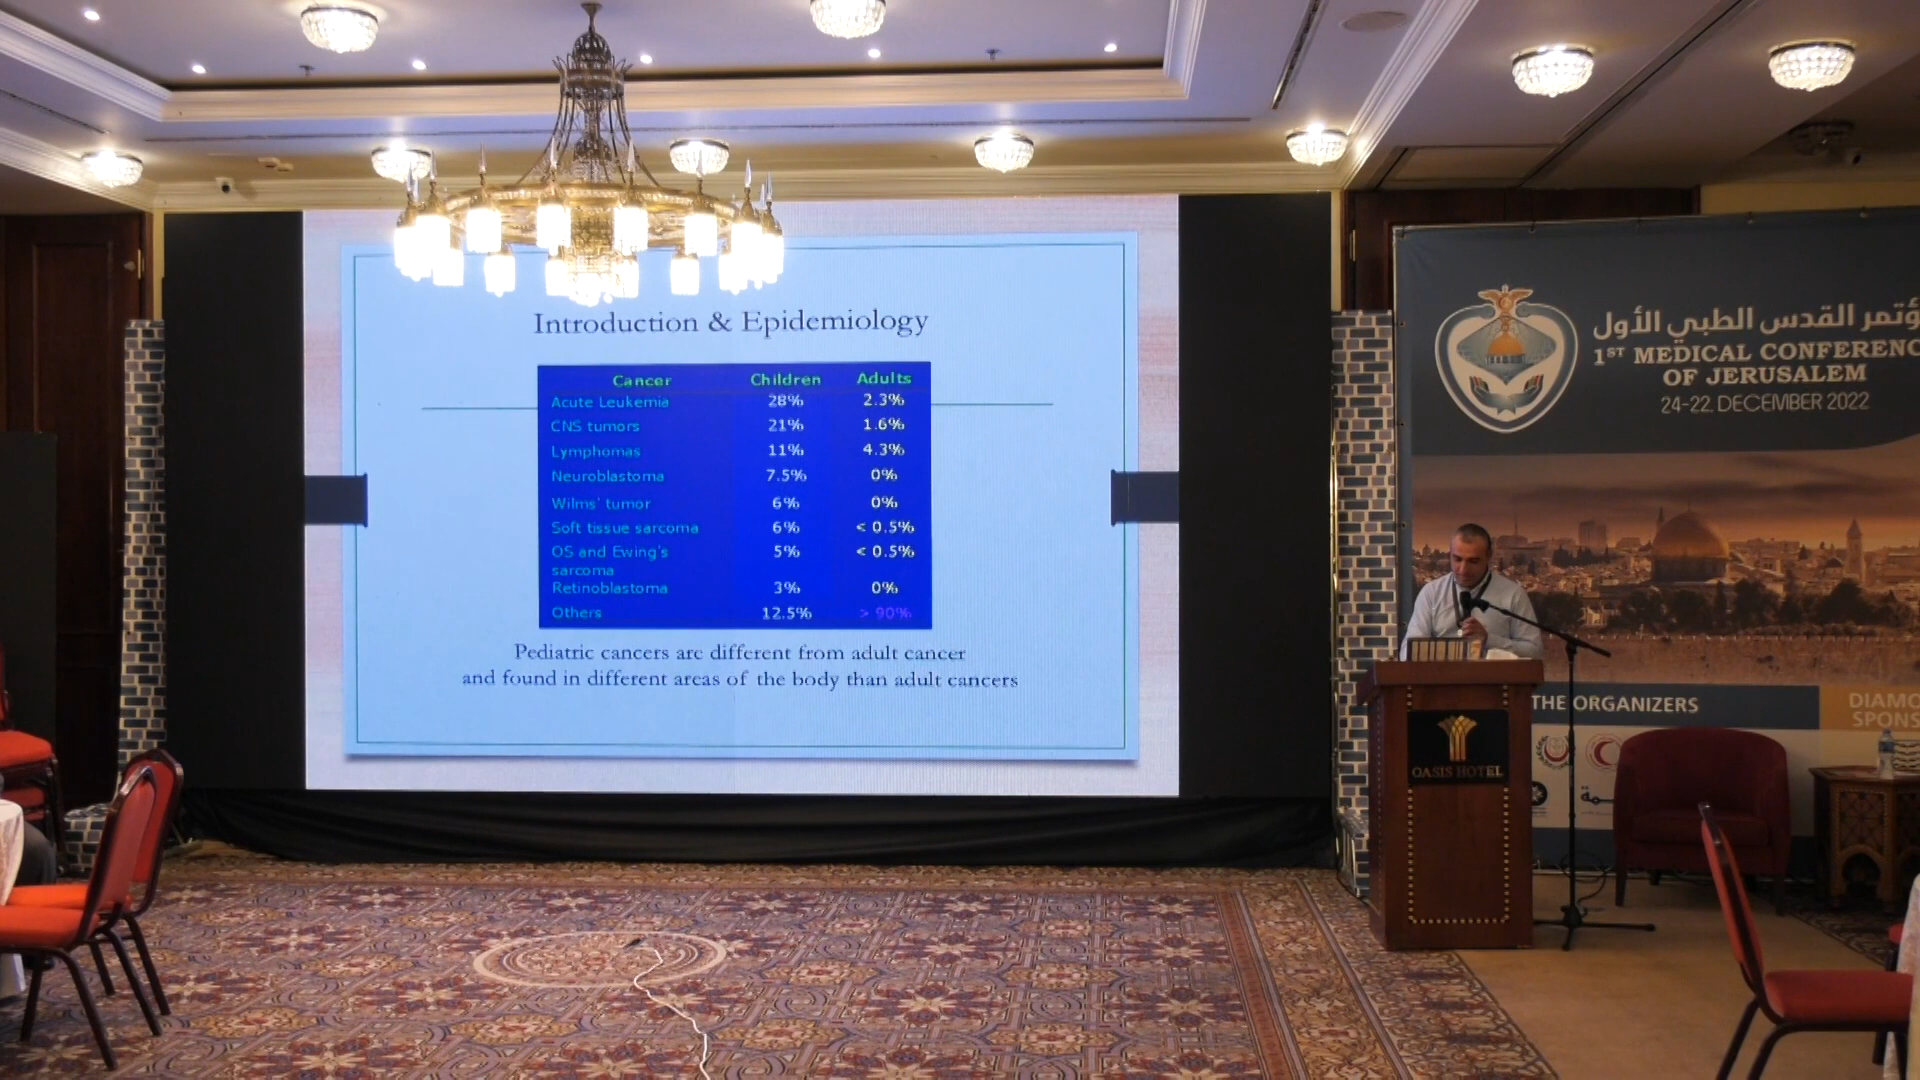 Introduction & Epidemiology
Cancer Children Adults
Acute Leukemia 28% 2.3%
CNS tumors 21% 1.6%
Lymphomas 11% 4.3%
Neuroblastoma 7.5% 0%
Wilms' tumor 6% 0%
Soft tissue sarcoma 6% < 0.5%
OS and Ewing's 5% < 0.5%
sarcoma
Retinoblastoma 3% 0%
Others 12.5% > 90%
Pediatric cancers are different from adult cancer
and found in different areas of the body than adult cancers
مؤتمر القدس الطبي الأول
1ST MEDICAL CONFERENC
OF JERUSALEM
24-22. DECEMBER 2022
THE ORGANIZERS
DIAMO
SPONS
OASIS HOTEL